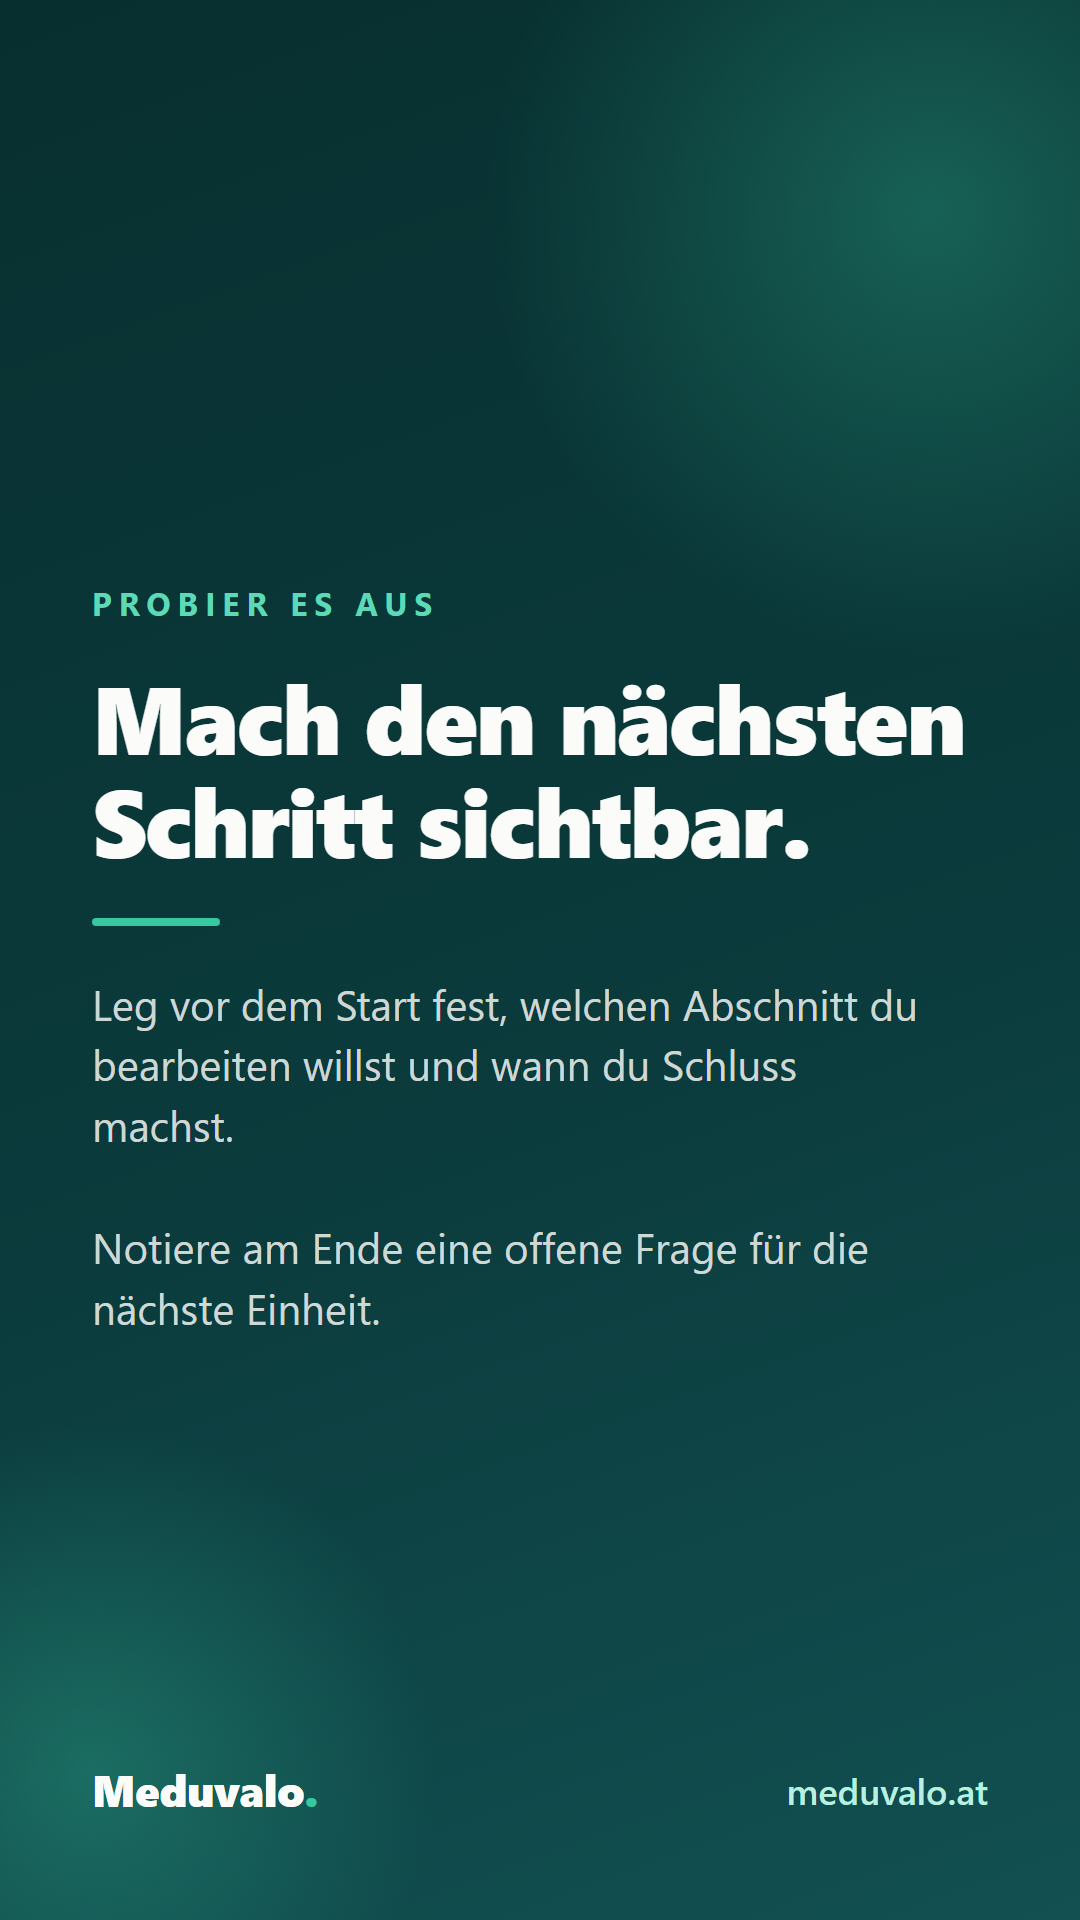 PROBIER ES AUS
Mach den nächsten
Schritt sichtbar.
Leg vor dem Start fest, welchen Abschnitt du
bearbeiten willst und wann du Schluss
machst.
Notiere am Ende eine offene Frage für die
nächste Einheit.
Meduvalo.
meduvalo.at